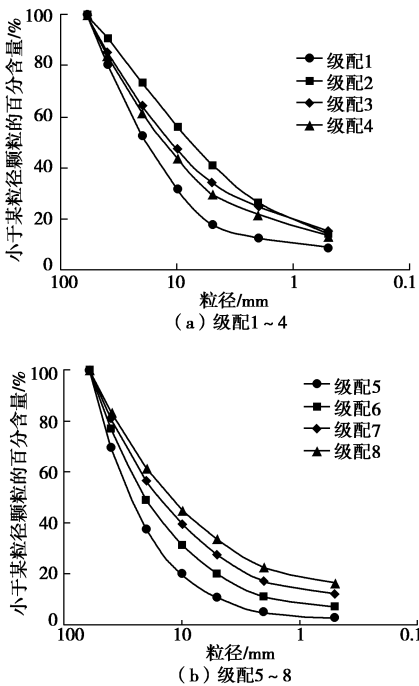 小于某粒径颗粒的百分含量/%
100
80
60
40
20
0
级配1
级配2
级配3
级配4
100
10
1
0.1
粒径/mm
(a)级配1~4
小于某粒径颗粒的百分含量/%
100
80
60
40
20
0
级配5
级配6
级配7
级配8
100
10
1
0.1
粒径/mm
(b)级配5~8